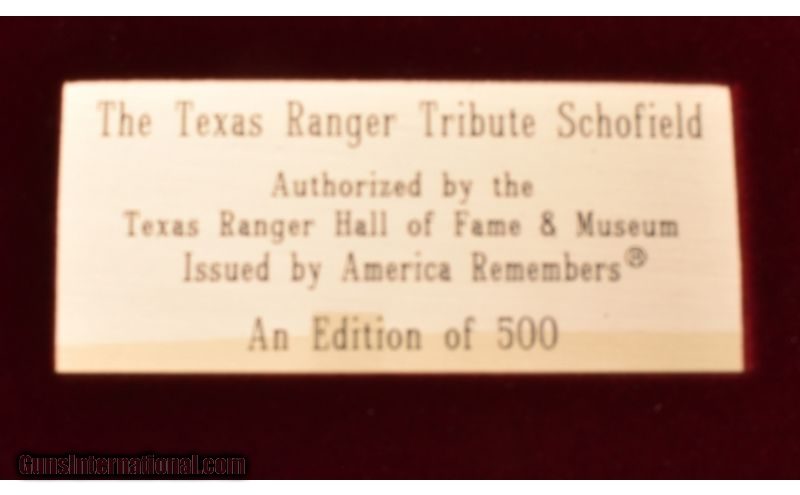 The Texas Ranger Tribute Schofield
Authorized by the
Texas Ranger Hall of Fame & Museum
Issued by America Remembers®
An Edition of 500
GunsInternational.com